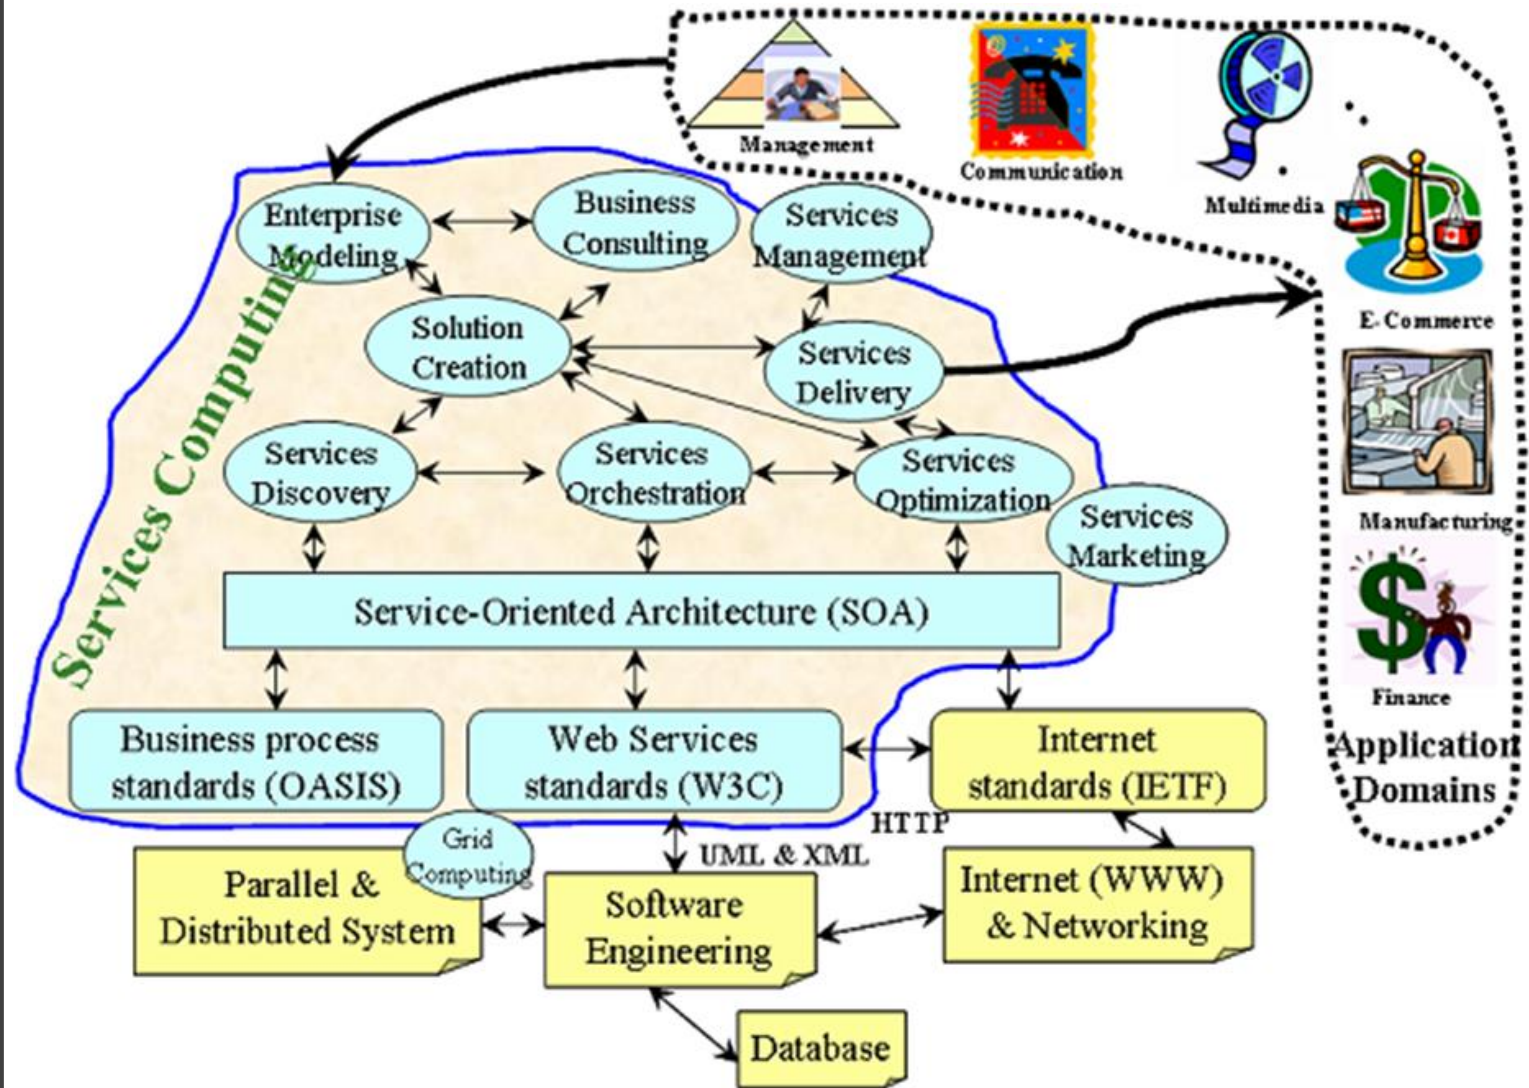 Management
Communication
Multimedia
E-Commerce
Manufacturing
Finance
Application
Domains
Services Computing
Enterprise
Modeling
Business
Consulting
Services
Management
Solution
Creation
Services
Delivery
Services
Discovery
Services
Orchestration
Services
Optimization
Services
Marketing
Service-Oriented Architecture (SOA)
Business process
standards (OASIS)
Web Services
standards (W3C)
Internet
standards (IETF)
HTTP
Grid
Computing
UML & XML
Parallel &
Distributed System
Software
Engineering
Internet (WWW)
& Networking
Database